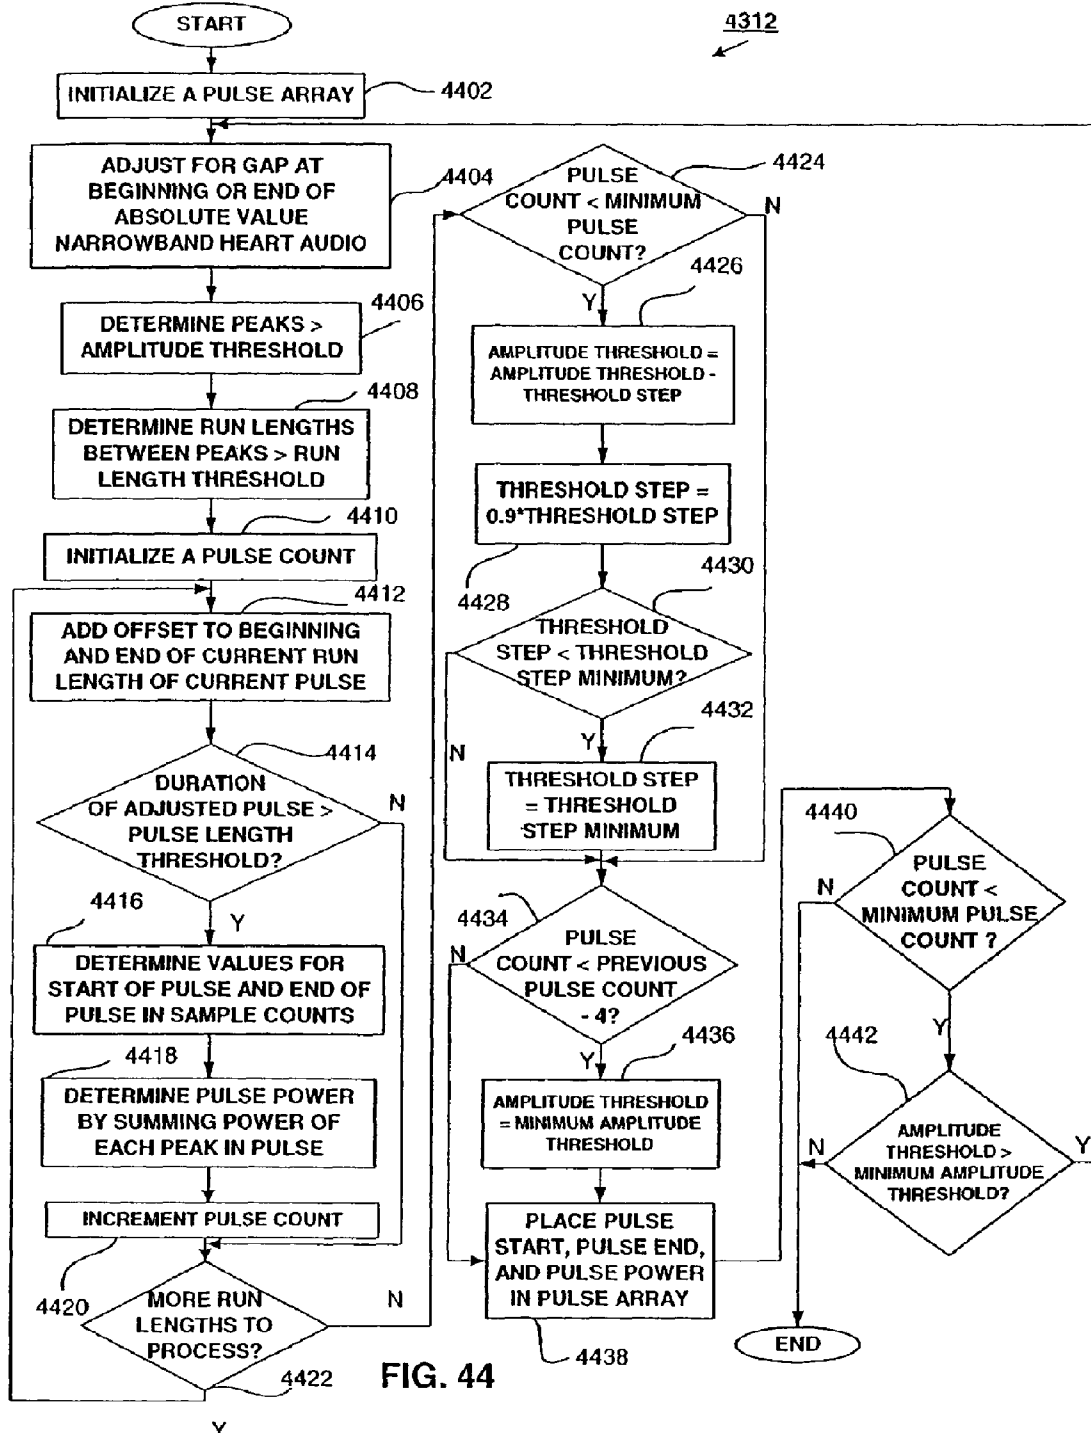 START
4312
INITIALIZE A PULSE ARRAY
4402
ADJUST FOR GAP AT
BEGINNING OR END OF
ABSOLUTE VALUE
NARROWBAND HEART AUDIO
4404
DETERMINE PEAKS >
AMPLITUDE THRESHOLD
4406
DETERMINE RUN LENGTHS
BETWEEN PEAKS > RUN
LENGTH THRESHOLD
4408
INITIALIZE A PULSE COUNT
4410
ADD OFFSET TO BEGINNING
AND END OF CURRENT RUN
LENGTH OF CURRENT PULSE
4412
DURATION
OF ADJUSTED PULSE >
PULSE LENGTH
THRESHOLD?
4414
N
Y
4416
DETERMINE VALUES FOR
START OF PULSE AND END OF
PULSE IN SAMPLE COUNTS
4418
DETERMINE PULSE POWER
BY SUMMING POWER OF
EACH PEAK IN PULSE
INCREMENT PULSE COUNT
4420
MORE RUN
LENGTHS TO
PROCESS?
N
4422
Y
PULSE
COUNT < MINIMUM
PULSE
COUNT?
4424
N
Y
4426
AMPLITUDE THRESHOLD =
AMPLITUDE THRESHOLD -
THRESHOLD STEP
THRESHOLD STEP =
0.9*THRESHOLD STEP
4428
4430
THRESHOLD
STEP < THRESHOLD
STEP MINIMUM?
N
Y
4432
THRESHOLD STEP
= THRESHOLD
STEP MINIMUM
4434
PULSE
COUNT < PREVIOUS
PULSE COUNT
- 4?
N
Y
4436
AMPLITUDE THRESHOLD
= MINIMUM AMPLITUDE
THRESHOLD
PLACE PULSE
START, PULSE END,
AND PULSE POWER
IN PULSE ARRAY
4438
4440
PULSE
COUNT <
MINIMUM PULSE
COUNT ?
N
Y
4442
AMPLITUDE
THRESHOLD >
MINIMUM AMPLITUDE
THRESHOLD?
N
Y
END
FIG. 44